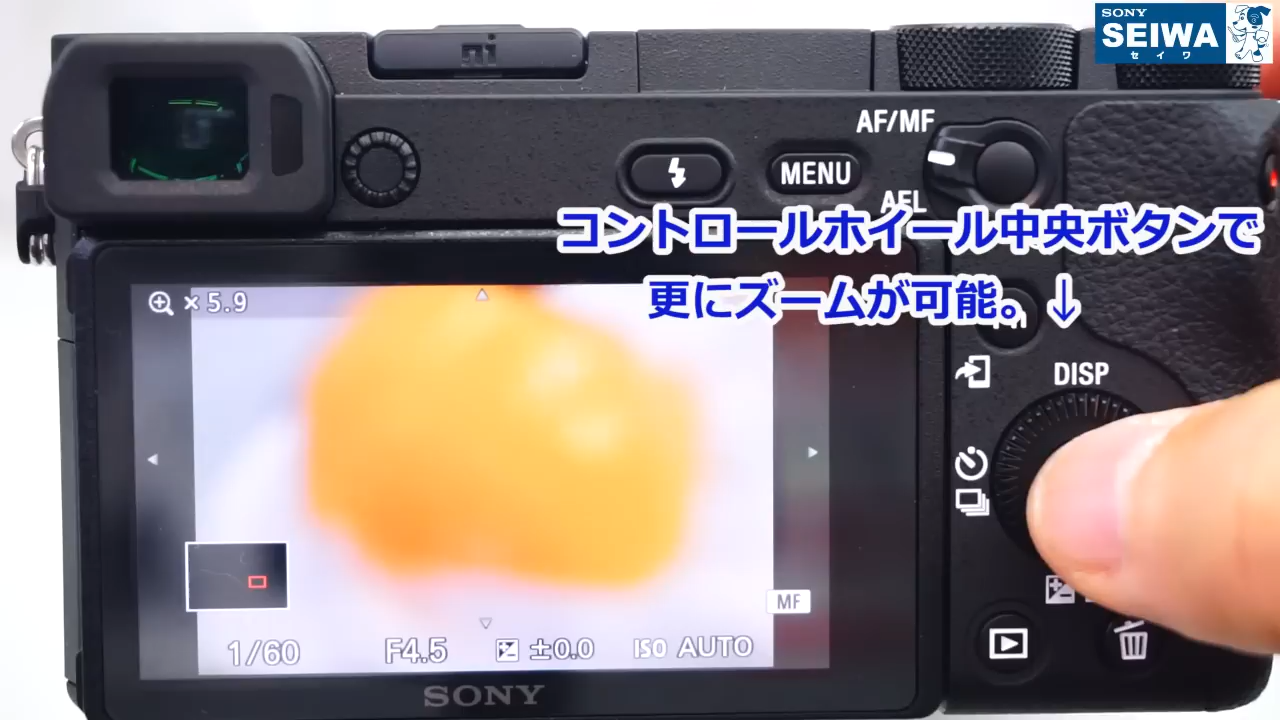 SONY
SEIWA
セイワ
AF/MF
MENU
AEL
コントロールホイール中央ボタンで
更にズームが可能。↓
× 5.9
DISP
MF
1/60
F4.5
±0.0
ISO AUTO
SONY